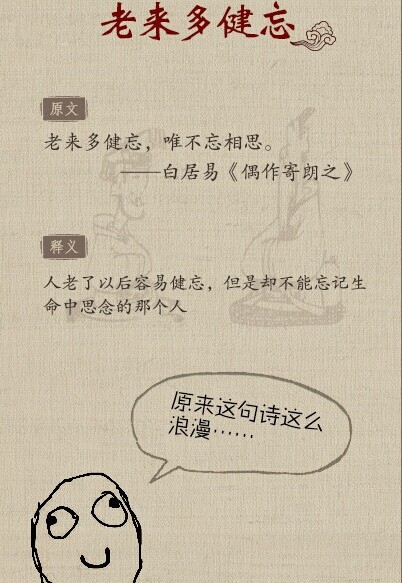 老来多健忘
原文
老来多健忘，唯不忘相思。
——白居易《偶作寄朗之》
释义
人老了以后容易健忘，但是却不能忘记生
命中思念的那个人
原来这句诗这么
浪漫……